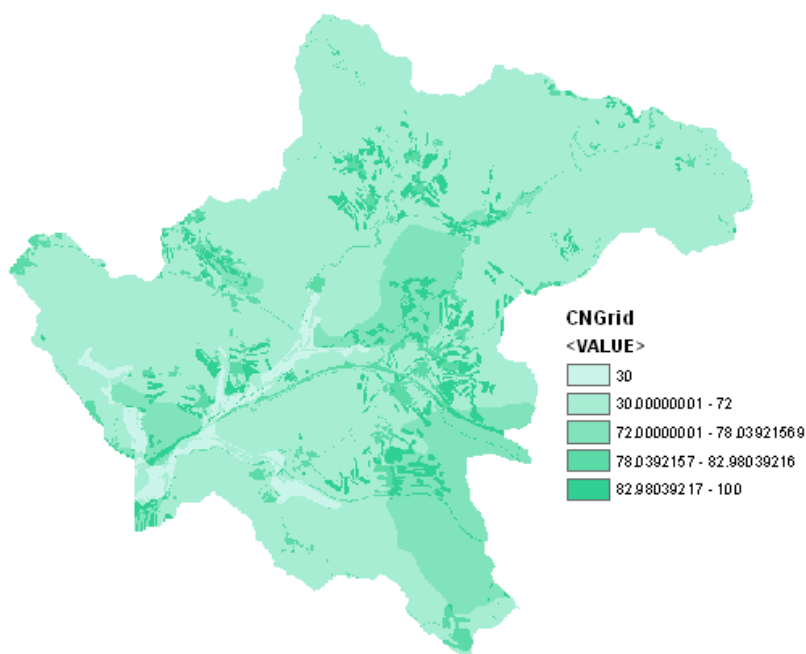 CNGrid
<VALUE>
30
30.00000001 - 72
72.00000001 - 78.03921569
78.0392157 - 82.98039216
82.98039217 - 100